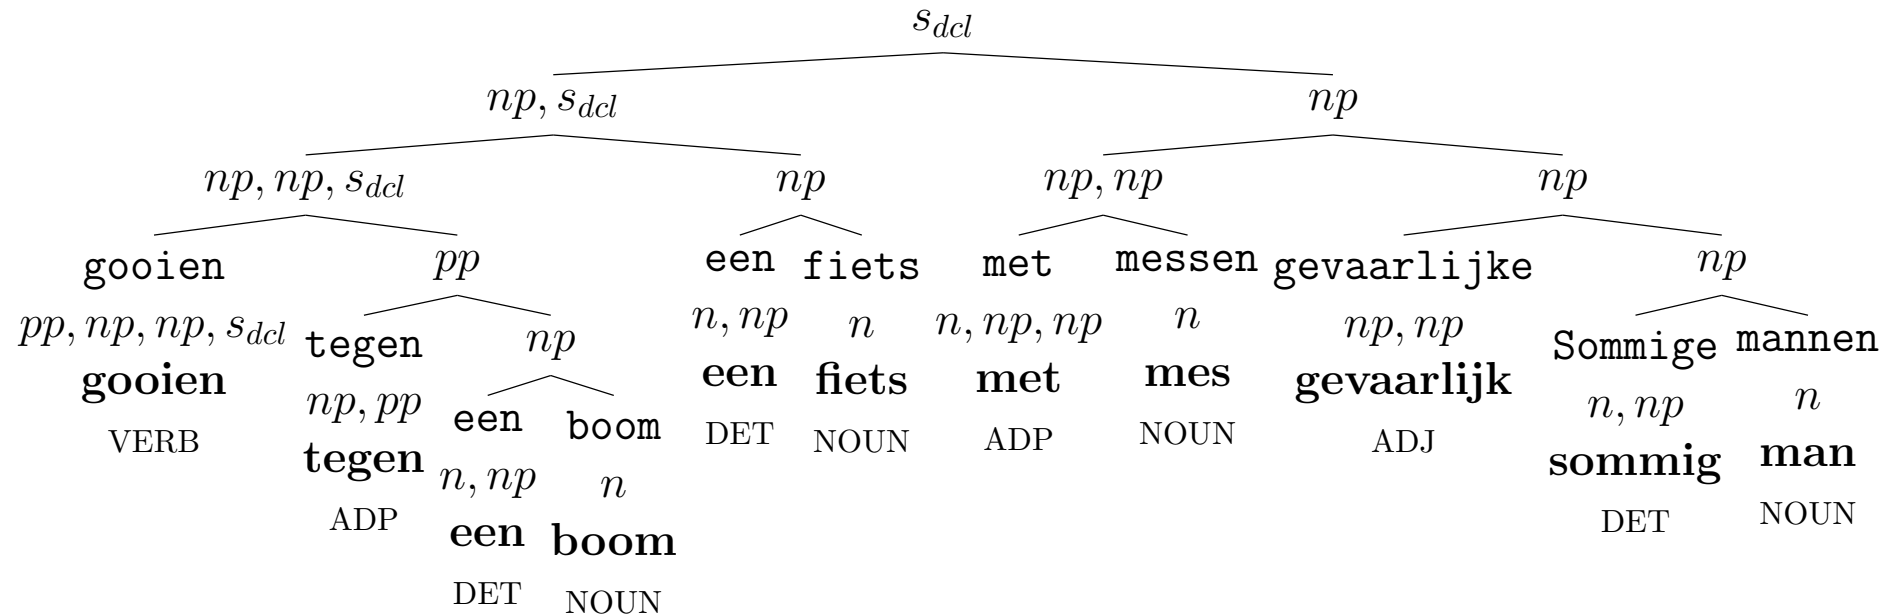 s_dcl
np, s_dcl np
np, np, s_dcl np np, np np
gooien pp een fiets met messen gevaarlijke np
pp, np, np, s_dcl tegen np n, np n n, np, np n np, np Sommige mannen
gooien np, pp een boom een fiets met mes gevaarlijk n, np n
VERB tegen n, np n DET NOUN ADP NOUN ADJ sommig man
ADP een boom DET NOUN
DET NOUN